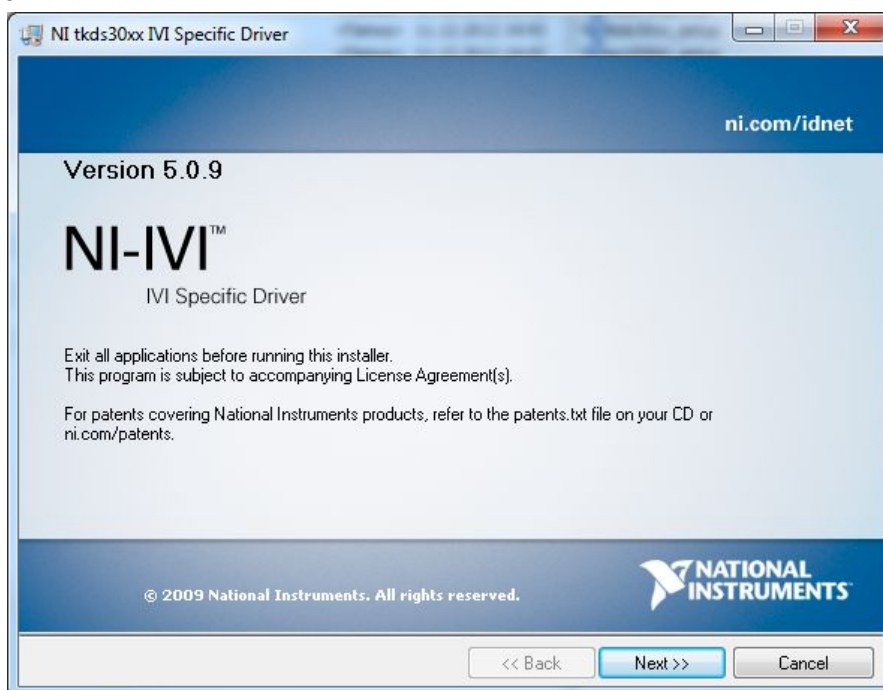 NI tkds30xx IVI Specific Driver
ni.com/idnet
Version 5.0.9
NI-IVI™
IVI Specific Driver
Exit all applications before running this installer.
This program is subject to accompanying License Agreement(s).
For patents covering National Instruments products, refer to the patents.txt file on your CD or
ni.com/patents.
NATIONAL
INSTRUMENTS
© 2009 National Instruments. All rights reserved.
<< Back
Next >>
Cancel